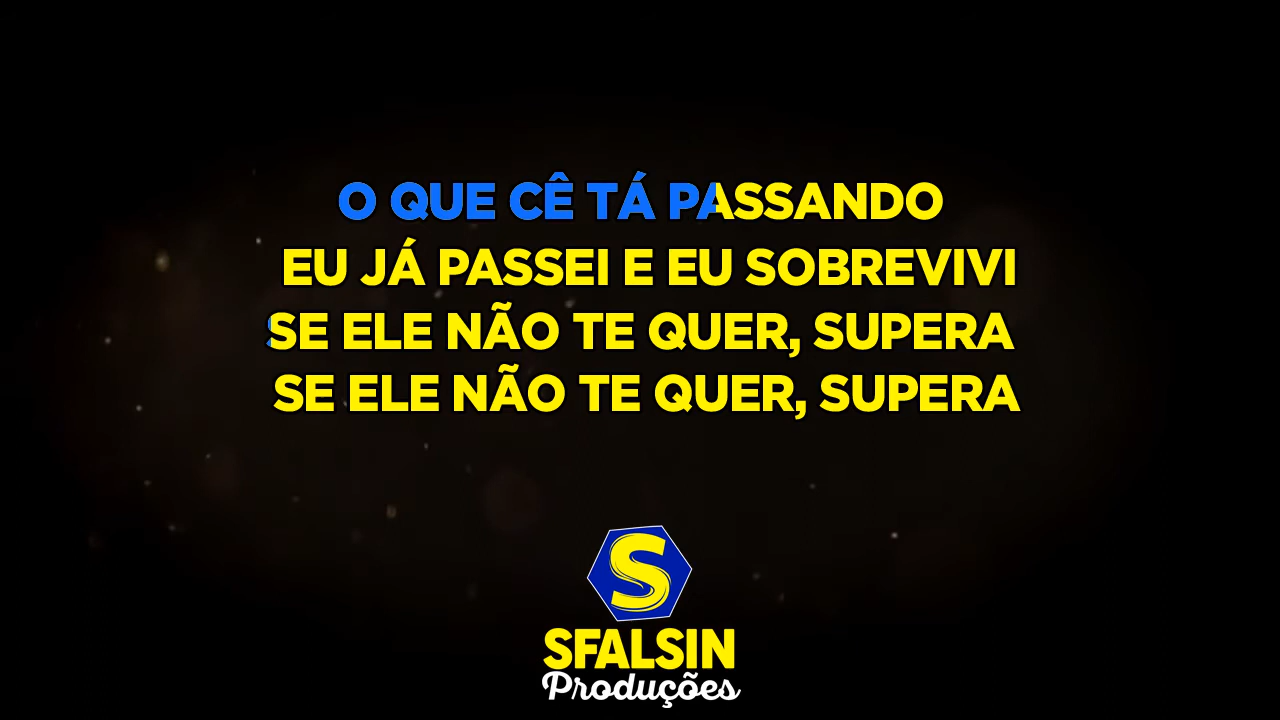 O QUE CÊ TÁ PASSANDO
EU JÁ PASSEI E EU SOBREVIVI
SE ELE NÃO TE QUER, SUPERA
SE ELE NÃO TE QUER, SUPERA
S
SFALSIN
Produções